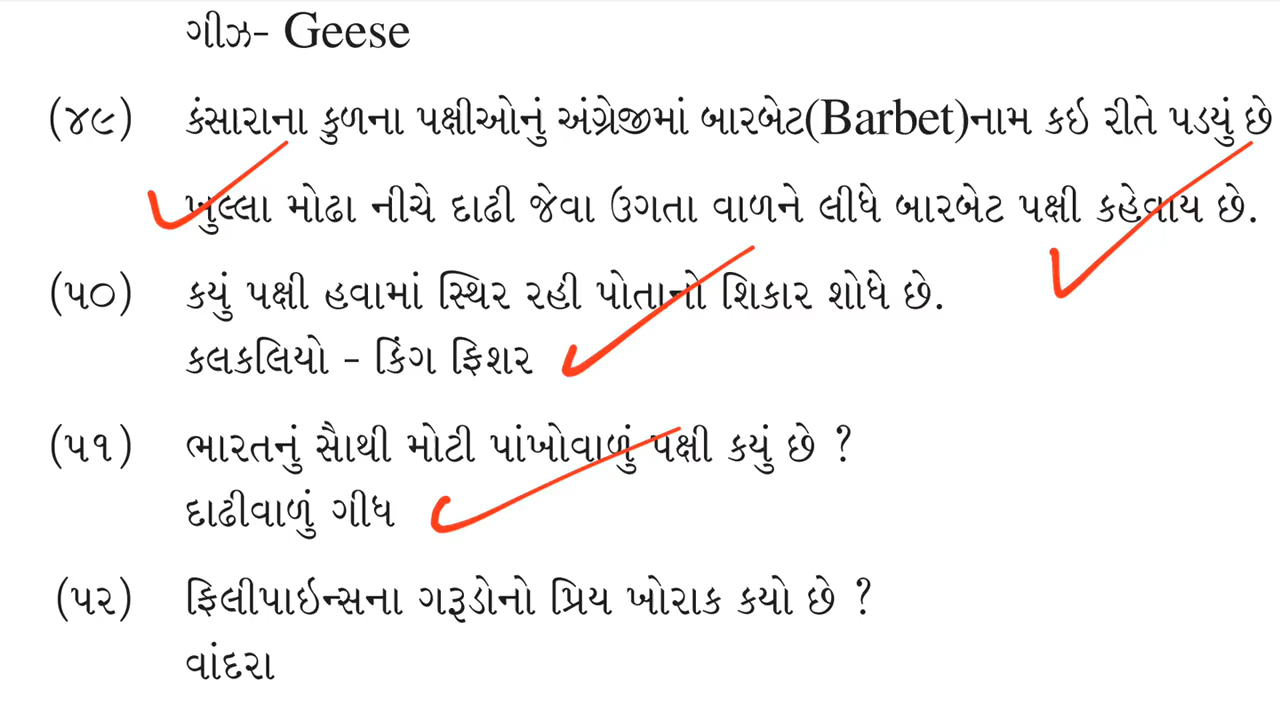 ગીઝ- Geese
(૪૯) કંસારાના કુળના પક્ષીઓનું અંગ્રેજીમાં બારબેટ(Barbet)નામ કઇ રીતે પડયું છે
ખુલ્લા મોઢા નીચે દાઢી જેવા ઉગતા વાળને લીધે બારબેટ પક્ષી કહેવાય છે.
(૫૦) કયું પક્ષી હવામાં સ્થિર રહી પોતાનો શિકાર શોધે છે.
કલકલિયો - કિંગ ફિશર
(૫૧) ભારતનું સૌાથી મોટી પાંખોવાળું પક્ષી કયું છે ?
દાઢીવાળું ગીધ
(૫૨) ફિલીપાઇન્સના ગરૂડોનો પ્રિય ખોરાક કયો છે ?
વાંદરા